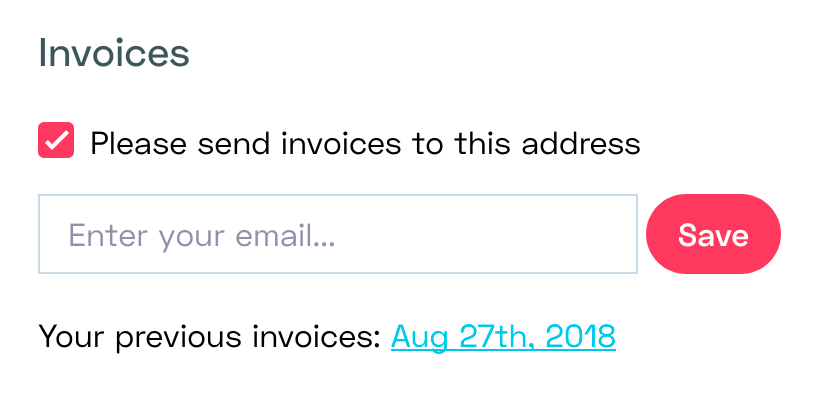 Invoices
Please send invoices to this address
Enter your email...
Save
Your previous invoices: Aug 27th, 2018